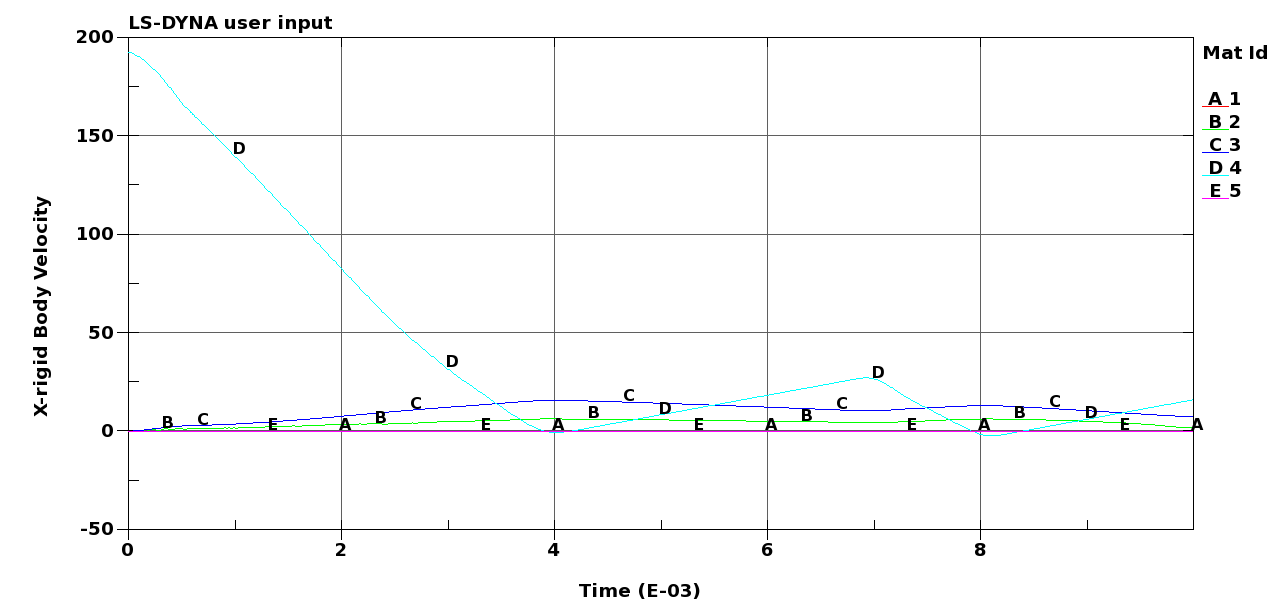 LS-DYNA user input
X-rigid Body Velocity
200
150
100
50
0
-50
0 2 4 6 8
Time (E-03)
Mat Id
A 1
B 2
C 3
D 4
E 5
D
D
D
B C E A B C E A B C D E A B C E A B C D E A